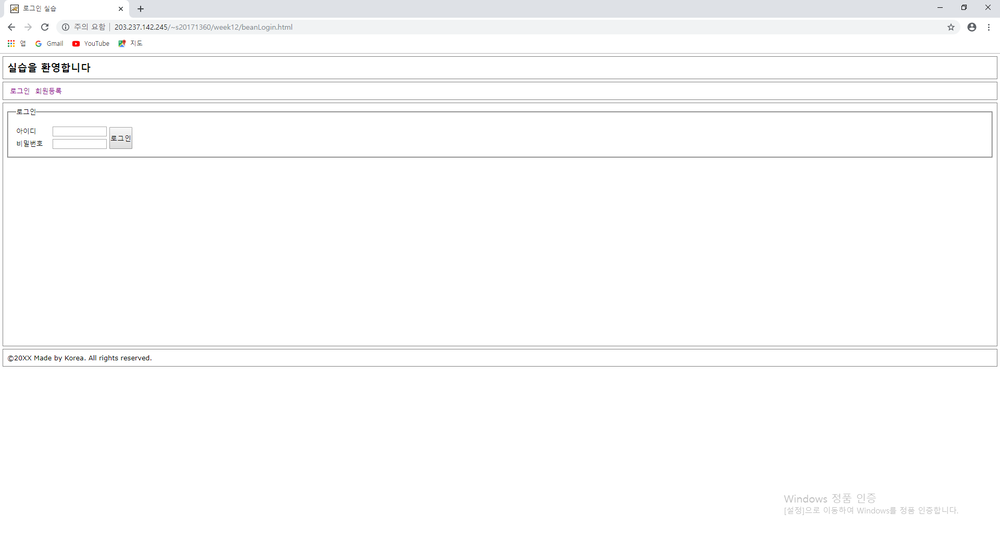 로그인 실습
주의 요함 | 203.237.142.245/~s20171360/week12/beanLogin.html
앱 Gmail YouTube 지도
실습을 환영합니다
로그인 회원등록
로그인
아이디
비밀번호
로그인
©20XX Made by Korea. All rights reserved.
Windows 정품 인증
[설정]으로 이동하여 Windows를 정품 인증합니다.